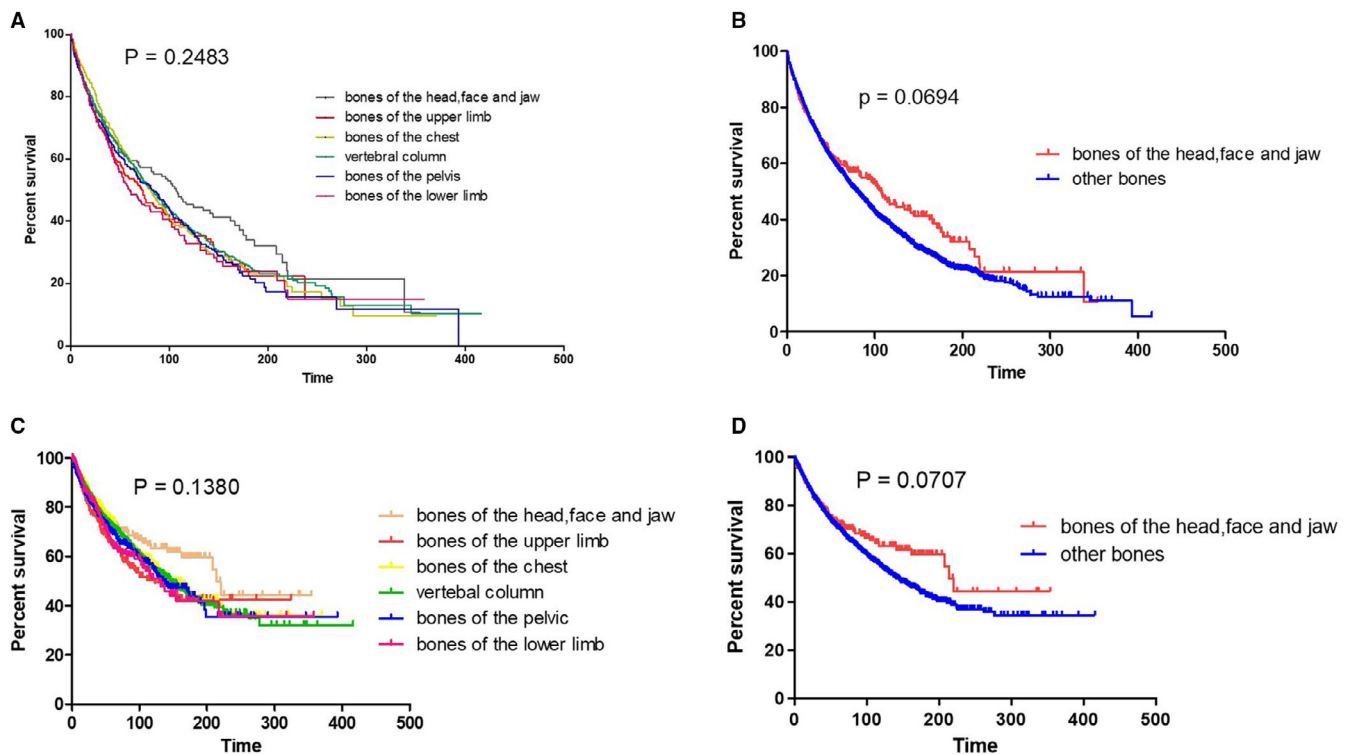 A
P = 0.2483
Percent survival
100
80
60
40
20
0
0
100
200
300
400
500
Time
bones of the head,face and jaw
bones of the upper limb
bones of the chest
vertebral column
bones of the pelvis
bones of the lower limb
B
p = 0.0694
Percent survival
100
80
60
40
20
0
0
100
200
300
400
500
Time
bones of the head,face and jaw
other bones
C
P = 0.1380
Percent survival
100
80
60
40
20
0
0
100
200
300
400
500
Time
bones of the head,face and jaw
bones of the upper limb
bones of the chest
vertebal column
bones of the pelvic
bones of the lower limb
D
P = 0.0707
Percent survival
100
80
60
40
20
0
0
100
200
300
400
500
Time
bones of the head,face and jaw
other bones